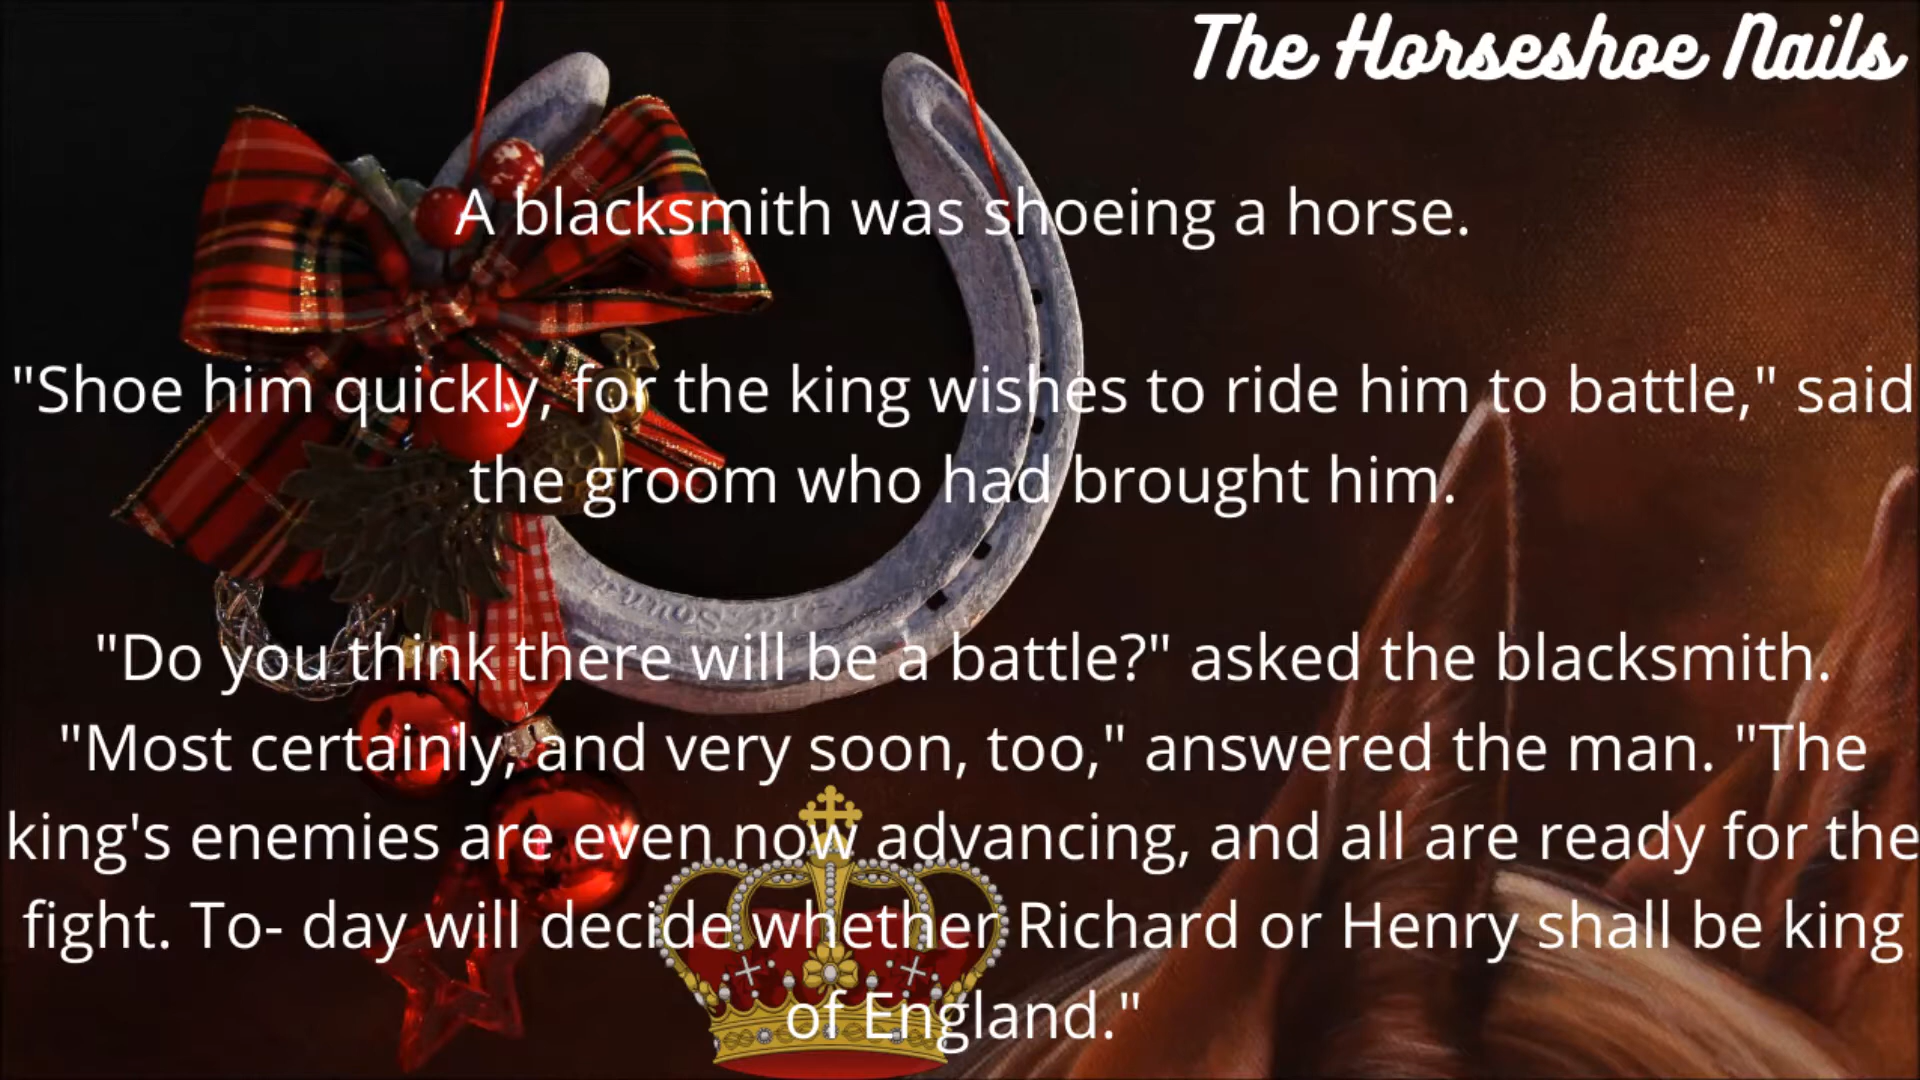 The Horseshoe Nails
A blacksmith was shoeing a horse.
"Shoe him quickly, for the king wishes to ride him to battle," said
the groom who had brought him.
"Do you think there will be a battle?" asked the blacksmith.
"Most certainly, and very soon, too," answered the man. "The
king's enemies are even now advancing, and all are ready for the
fight. To- day will decide whether Richard or Henry shall be king
of England."